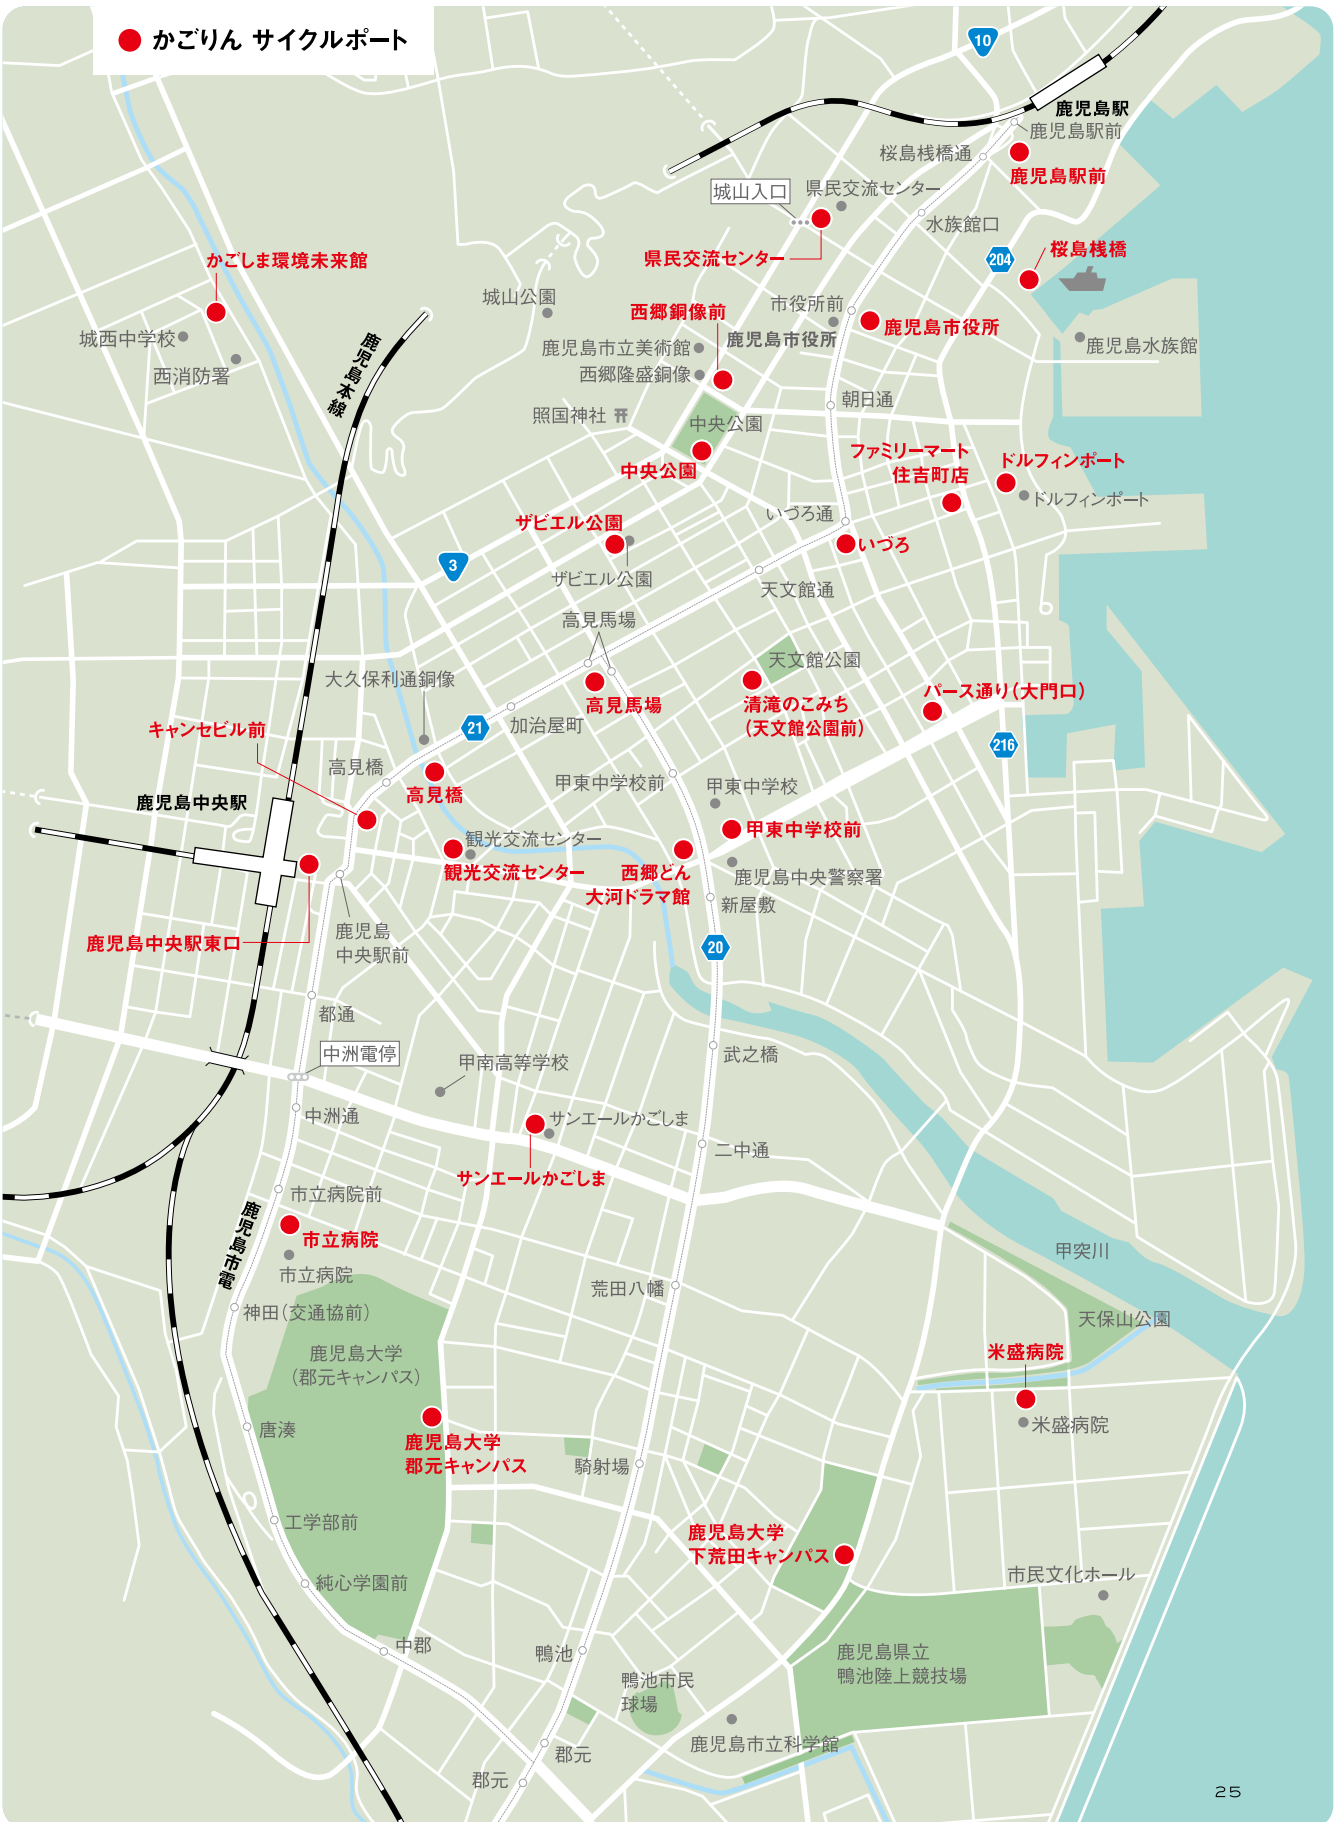 かごりん サイクルポート
10
鹿児島駅
鹿児島駅前
桜島桟橋通
鹿児島駅前
城山入口
県民交流センター
水族館口
県民交流センター
204
桜島桟橋
かごしま環境未来館
城山公園
西郷銅像前
市役所前
鹿児島市役所
鹿児島市役所
鹿児島水族館
城西中学校
西消防署
鹿児島本線
鹿児島市立美術館
西郷隆盛銅像
朝日通
照国神社
中央公園
中央公園
ファミリーマート
住吉町店
ドルフィンポート
ドルフィンポート
ザビエル公園
いづろ通
いづろ
3
ザビエル公園
天文館通
高見馬場
大久保利通銅像
天文館公園
高見馬場
清滝のこみち
(天文館公園前)
パース通り(大門口)
キャンセビル前
21
加治屋町
216
高見橋
高見橋
甲東中学校前
甲東中学校
鹿児島中央駅
甲東中学校前
観光交流センター
観光交流センター
西郷どん
大河ドラマ館
鹿児島中央警察署
新屋敷
鹿児島
中央駅前
鹿児島中央駅東口
20
都通
中洲電停
甲南高等学校
武之橋
中洲通
サンエールかごしま
サンエールかごしま
二中通
市立病院前
鹿児島市電
市立病院
市立病院
甲突川
荒田八幡
神田(交通協前)
天保山公園
鹿児島大学
(郡元キャンパス)
米盛病院
米盛病院
唐湊
鹿児島大学
郡元キャンパス
騎射場
工学部前
鹿児島大学
下荒田キャンパス
純心学園前
市民文化ホール
中郡
鴨池
鹿児島県立
鴨池陸上競技場
鴨池市民
球場
鹿児島市立科学館
郡元
郡元
25